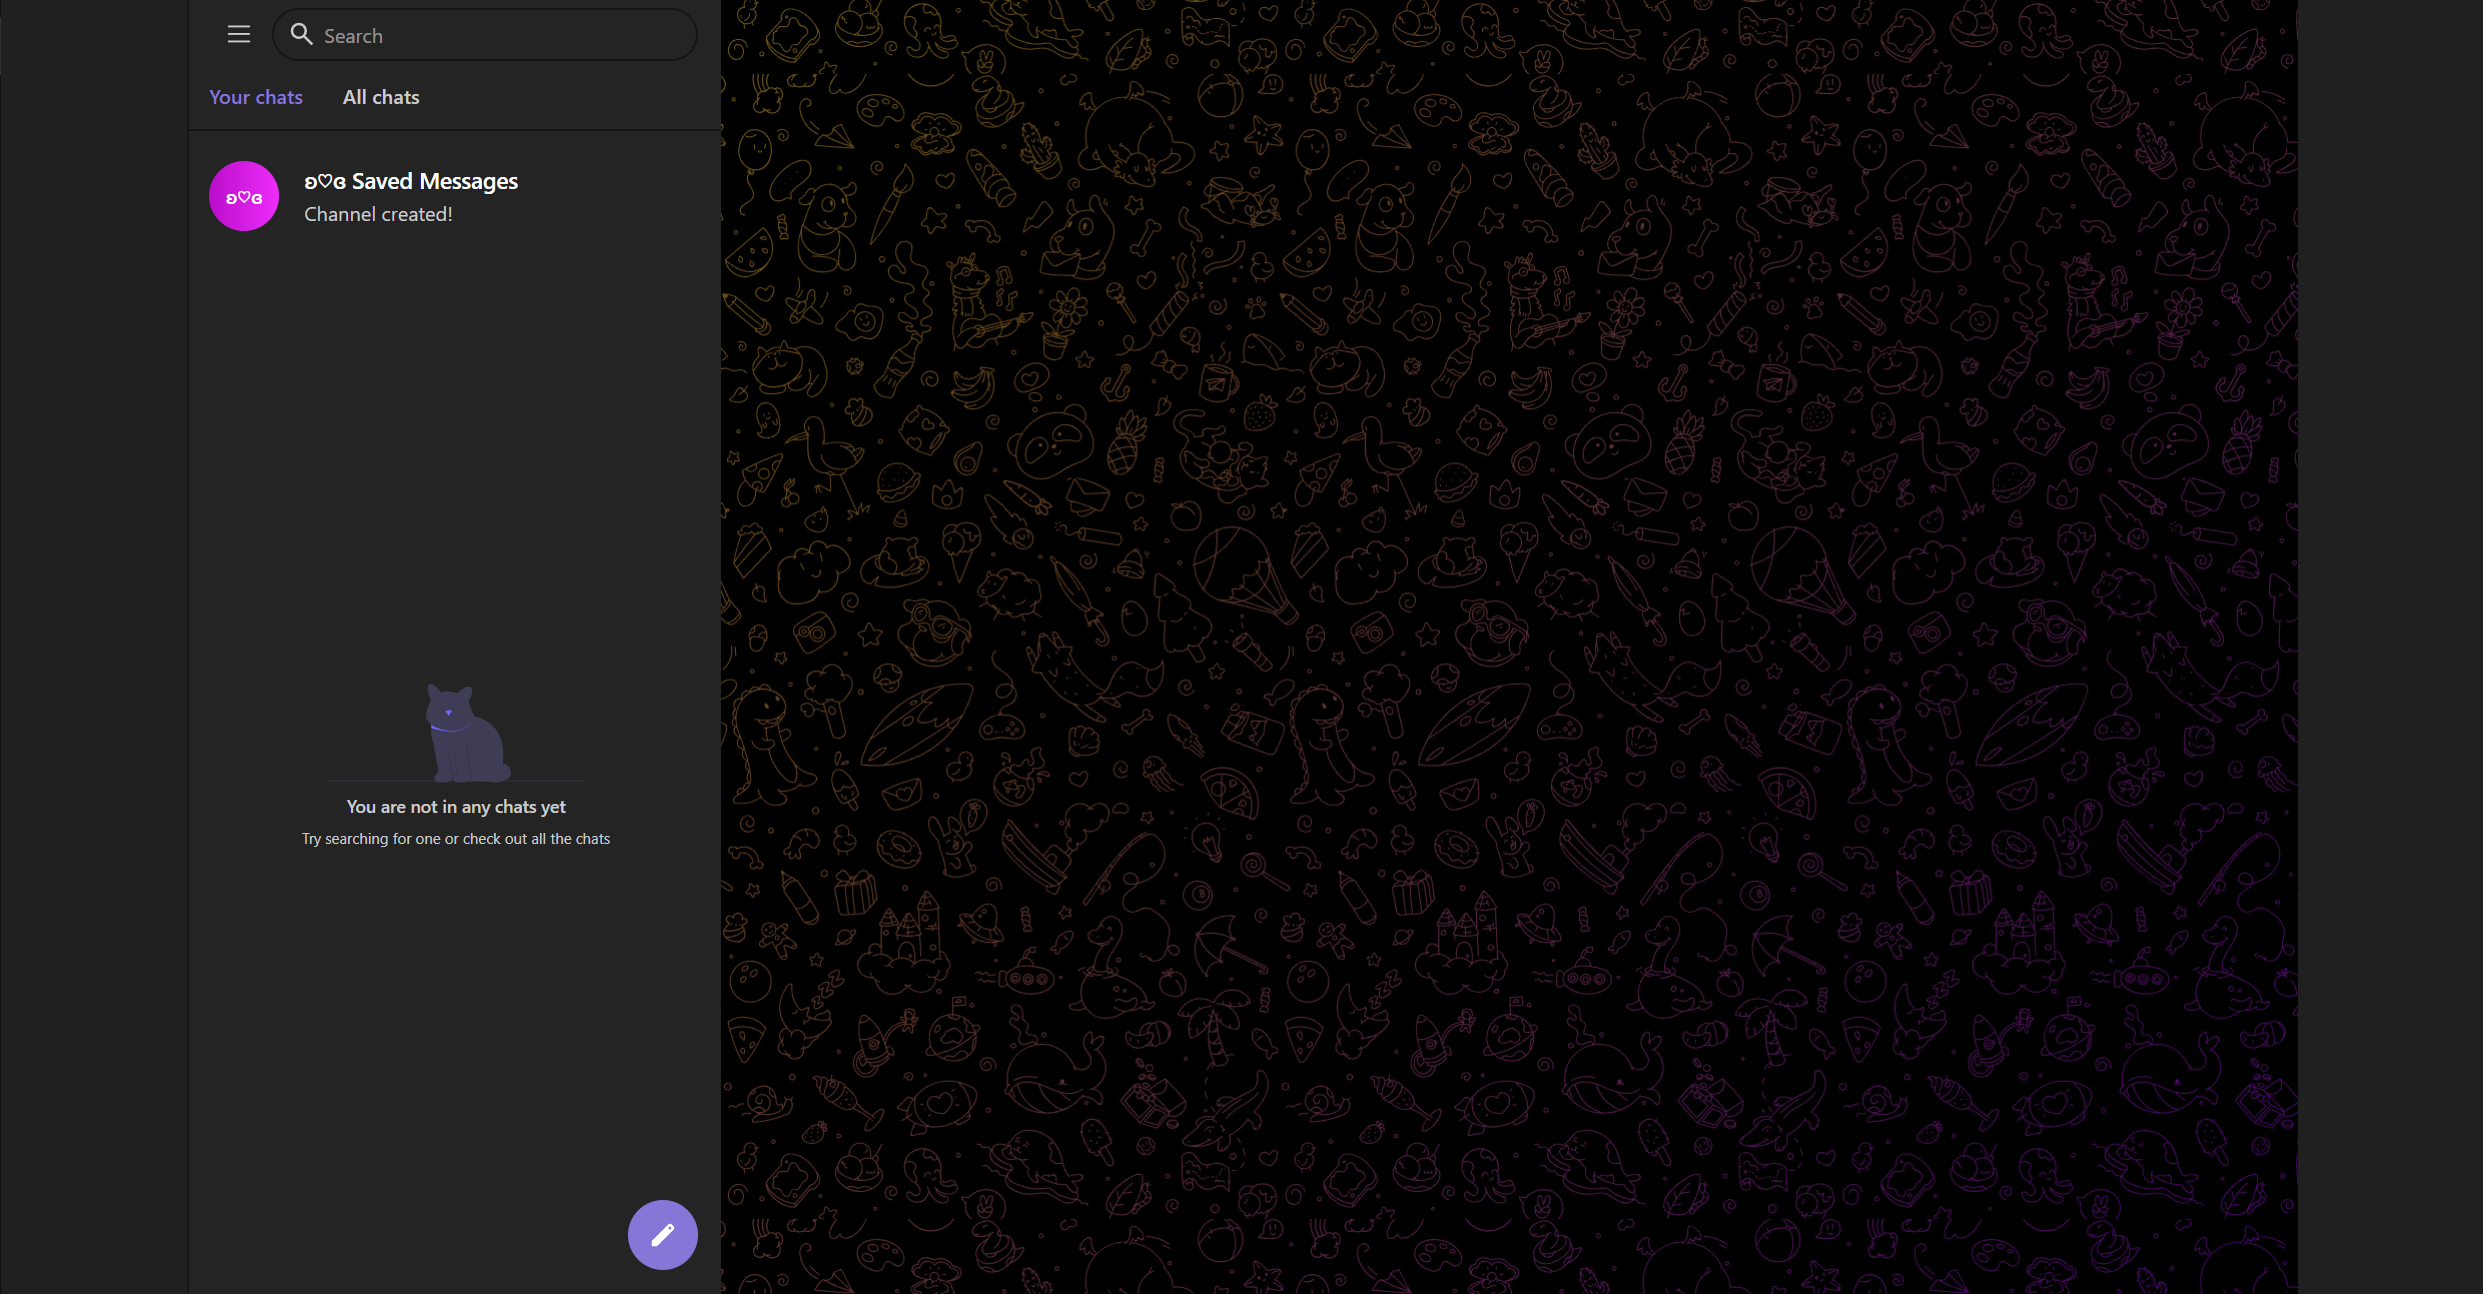 Search
Your chats
All chats
ʚ♡ɞ
ʚ♡ɞ Saved Messages
Channel created!
You are not in any chats yet
Try searching for one or check out all the chats